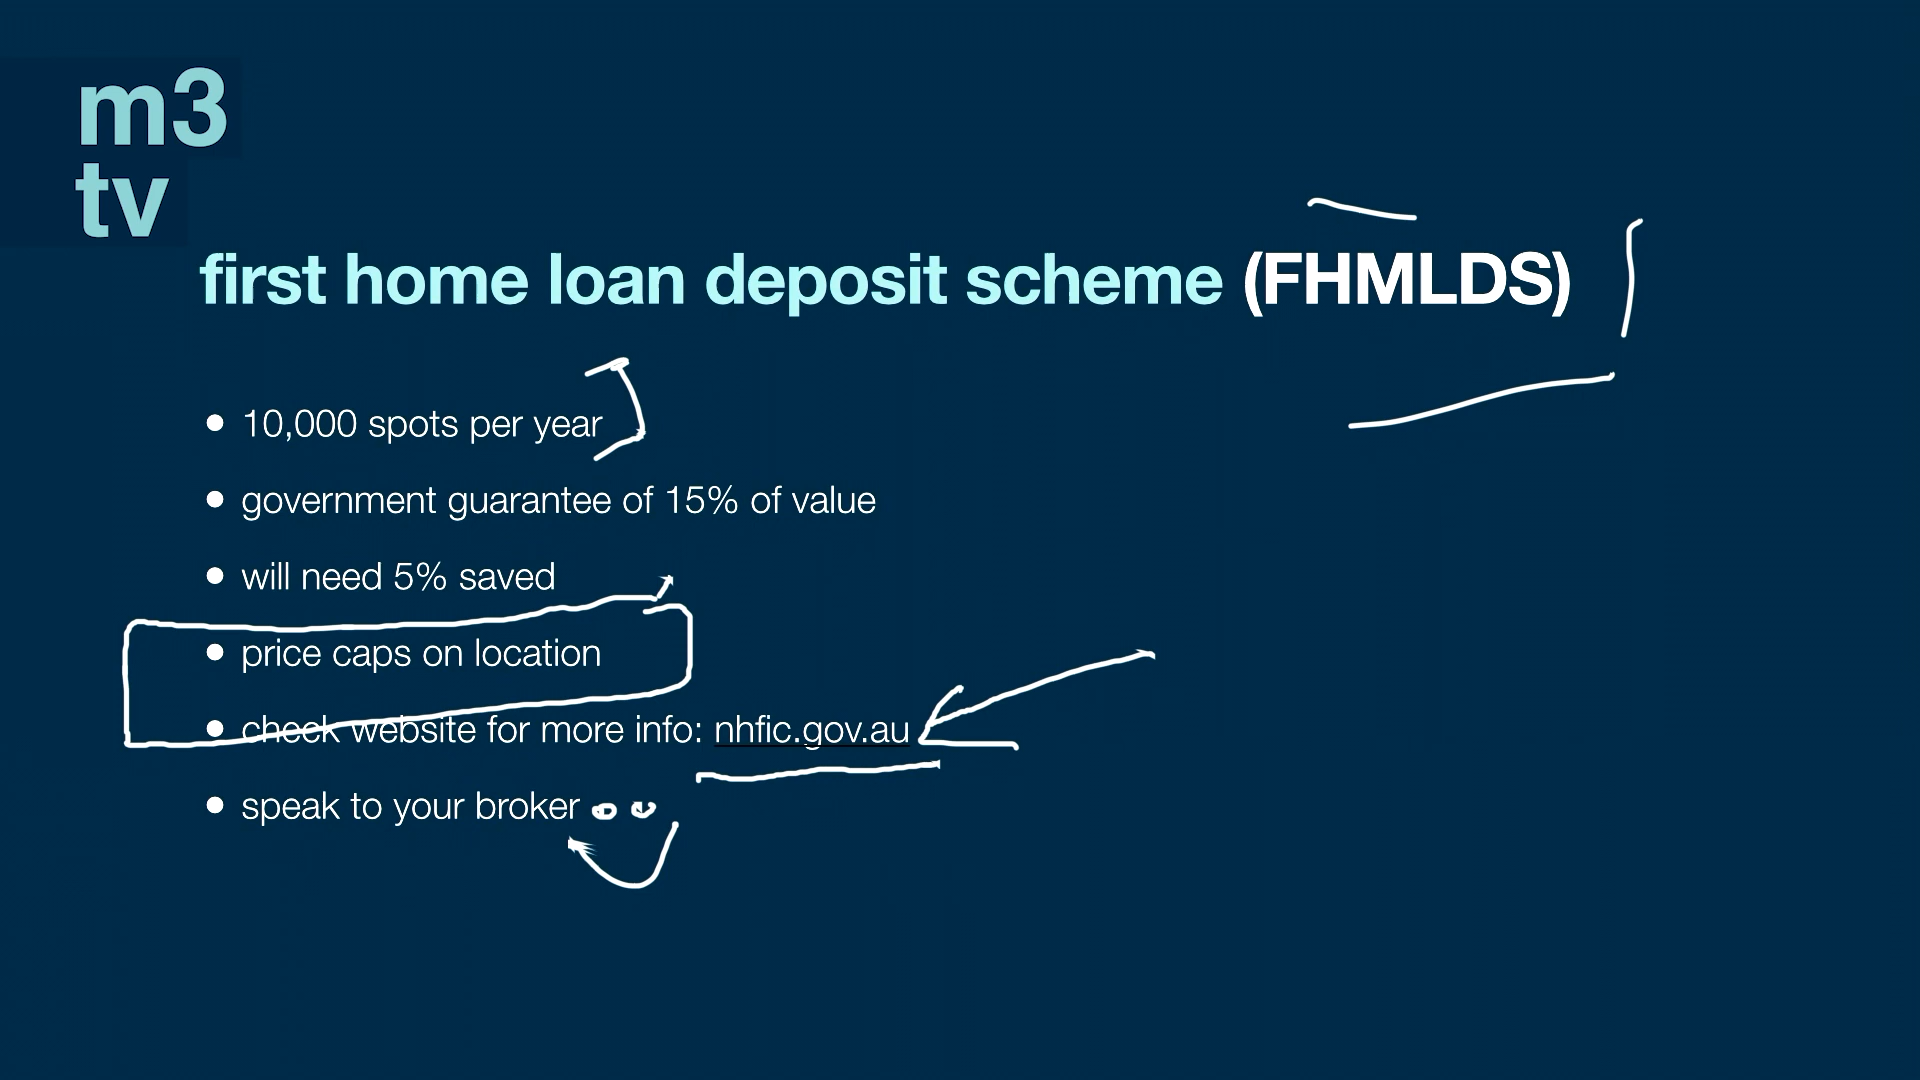 m3
tv
first home loan deposit scheme (FHMLDS)
• 10,000 spots per year
• government guarantee of 15% of value
• will need 5% saved
• price caps on location
• check website for more info: nhfic.gov.au
• speak to your broker